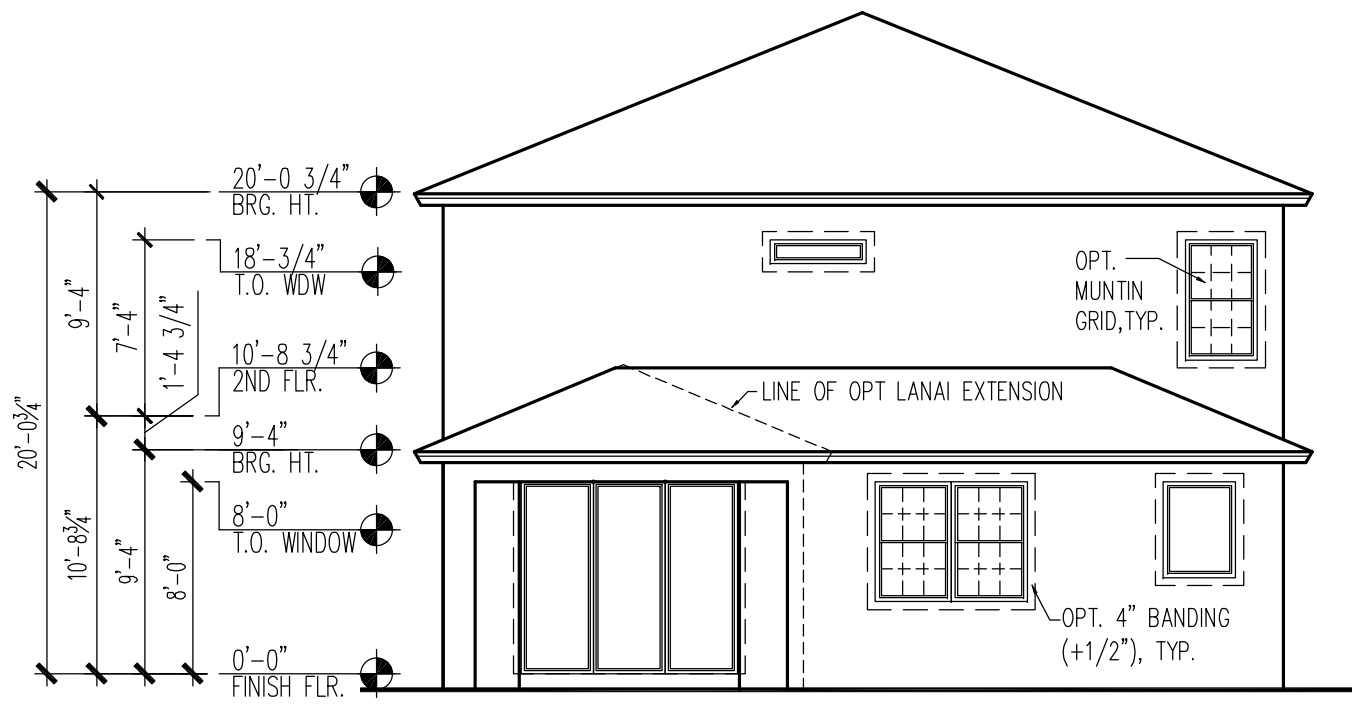 20'-0 3/4"
BRG. HT.
18'-3/4"
T.O. WDW
10'-8 3/4"
2ND FLR.
9'-4"
BRG. HT.
8'-0"
T.O. WINDOW
0'-0"
FINISH FLR.
20'-0¾"
9'-4"
10'-8¾"
7'-4"
1'-4 3/4"
9'-4"
8'-0"
OPT.
MUNTIN
GRID,TYP.
LINE OF OPT LANAI EXTENSION
OPT. 4" BANDING
(+1/2"), TYP.